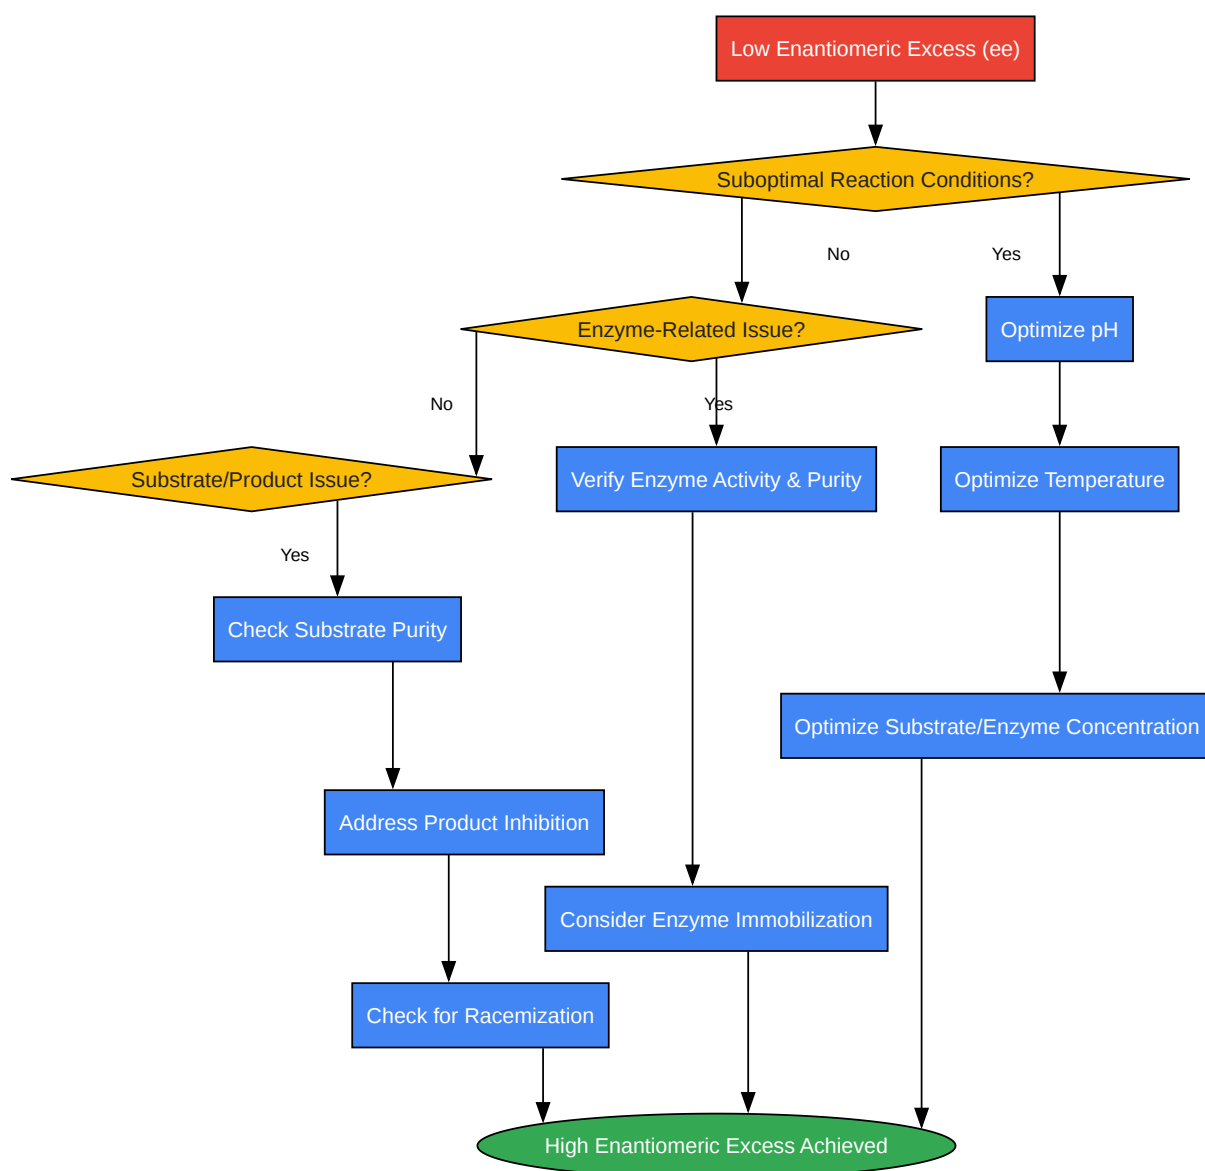 Low Enantiomeric Excess (ee)
Suboptimal Reaction Conditions?
No
Yes
Enzyme-Related Issue?
Optimize pH
No
Yes
Substrate/Product Issue?
Verify Enzyme Activity & Purity
Optimize Temperature
Yes
Check Substrate Purity
Optimize Substrate/Enzyme Concentration
Address Product Inhibition
Consider Enzyme Immobilization
Check for Racemization
High Enantiomeric Excess Achieved